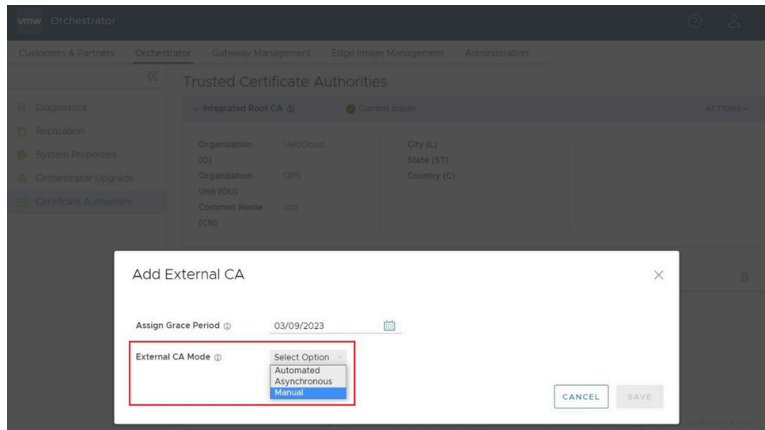 vmw Orchestrator
Customers & Partners Orchestrator Gateway Management Edge Image Management Administration
Trusted Certificate Authorities
Diagnostics
Replication
System Properties
Orchestrator Upgrade
Certificate Authorities
Integrated Root CA Current Issuer ACTIONS
Organization VeloCloud City (L)
(O) State (ST)
Organization OPS Country (C)
Unit (OU)
Common Name vco
(CN)
Add External CA
Assign Grace Period 03/09/2023
External CA Mode Select Option
Automated
Asynchronous
Manual
CANCEL SAVE